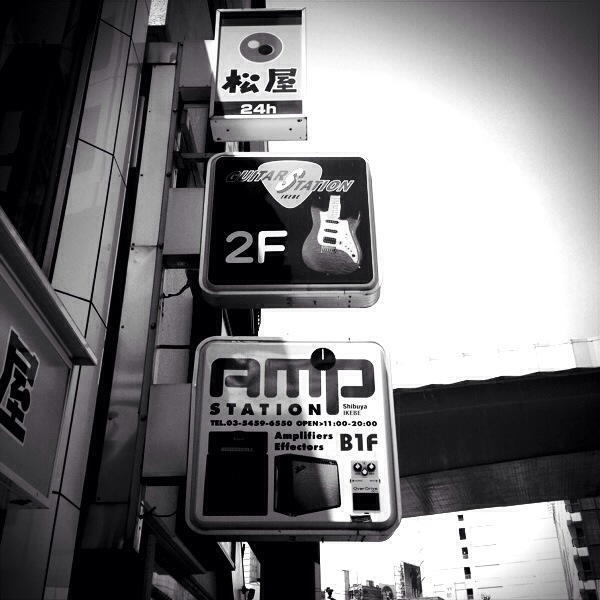 松屋
24h
GUITAR STATION
IKEBE
2F
amp
STATION
Shibuya
IKEBE
TEL.03-5459-6550 OPEN>11:00-20:00
Amplifiers
Effectors
B1F
OverDrive